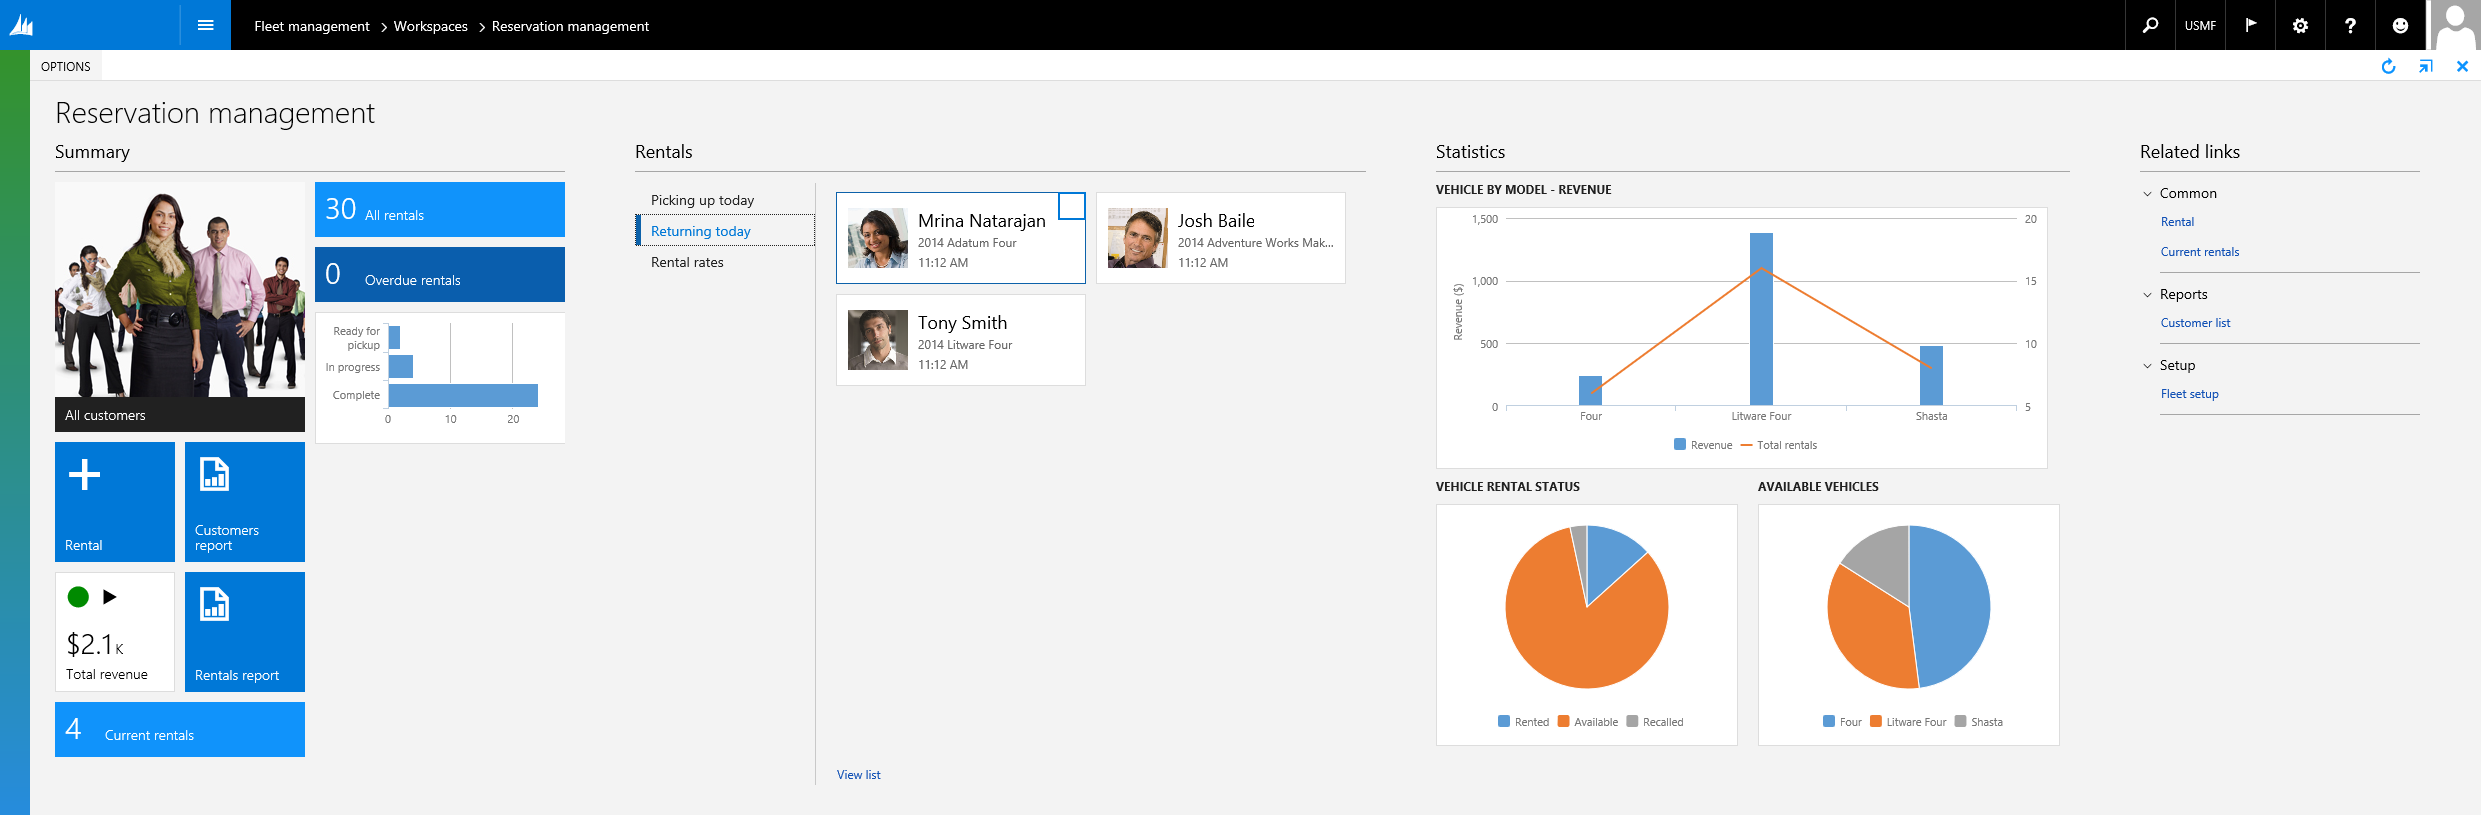 Fleet management > Workspaces > Reservation management
USMF
?
OPTIONS
Reservation management
Summary
All customers
30 All rentals
0 Overdue rentals
Ready for
pickup
In progress
Complete
0 10 20
Rental
Customers
report
$2.1K
Total revenue
Rentals report
4 Current rentals
Rentals
Picking up today
Returning today
Rental rates
Mrina Natarajan
2014 Adatum Four
11:12 AM
Josh Baile
2014 Adventure Works Mak...
11:12 AM
Tony Smith
2014 Litware Four
11:12 AM
View list
Statistics
VEHICLE BY MODEL - REVENUE
Revenue ($)
1,500
1,000
500
0
20
15
10
5
Four Litware Four Shasta
Revenue Total rentals
VEHICLE RENTAL STATUS
Rented Available Recalled
AVAILABLE VEHICLES
Four Litware Four Shasta
Related links
Common
Rental
Current rentals
Reports
Customer list
Setup
Fleet setup